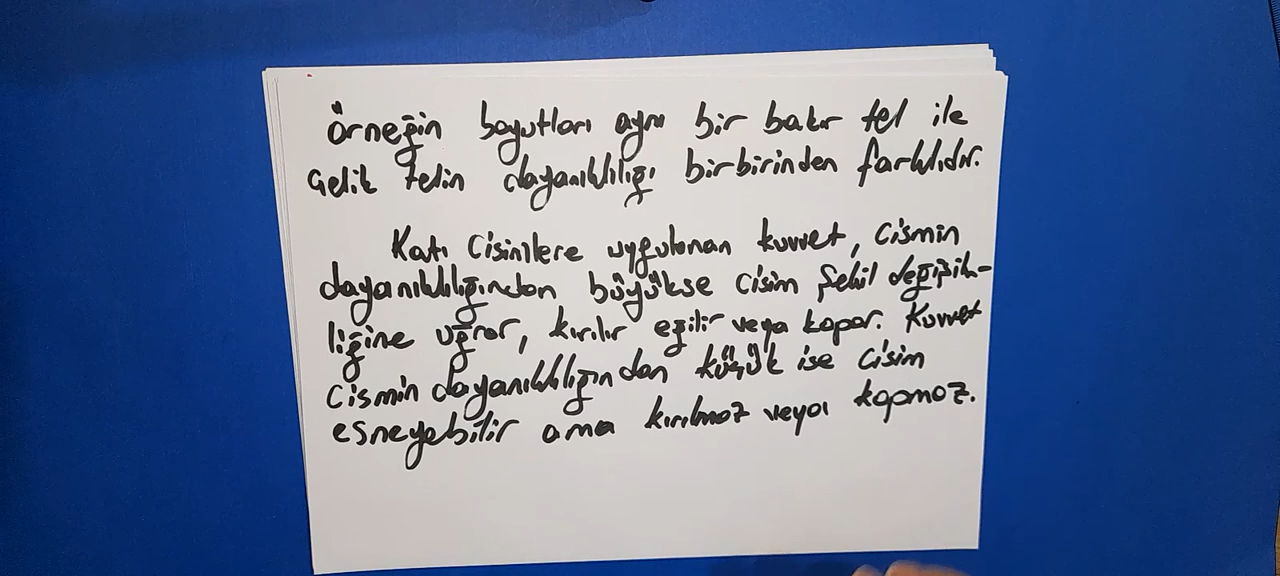 Örneğin boyutları aynı bir bakır tel ile
çelik telin dayanıklılığı birbirinden farklıdır.
Katı cisimlere uygulanan kuvvet, cismin
dayanıklılığından büyükse cisim şekil değişik-
liğine uğrar, kırılır eğilir veya kopar. Kuvvet
cismin dayanıklılığından küçük ise cisim
esneyebilir ama kırılmaz veya kopmaz.